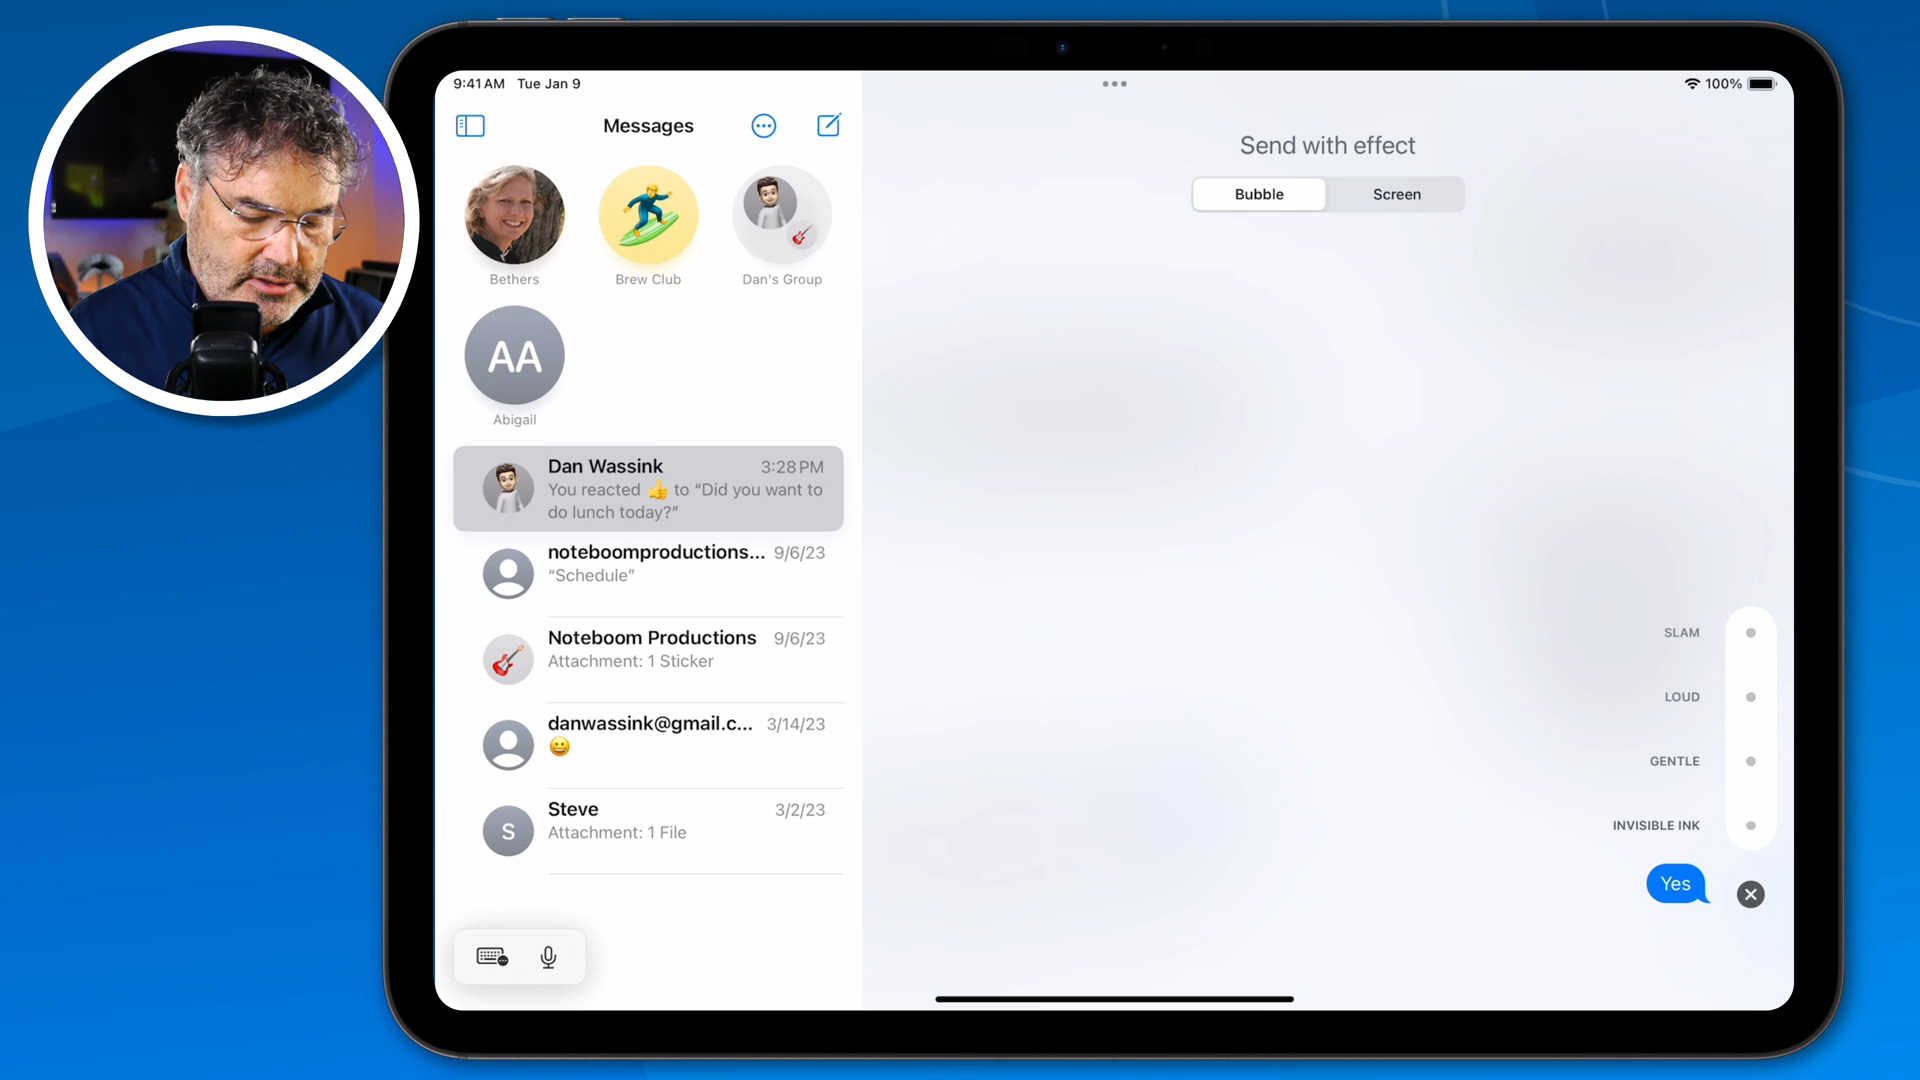 9:41 AM Tue Jan 9
100%
Messages
Bethers
Brew Club
Dan's Group
AA
Abigail
Dan Wassink 3:28 PM
You reacted 👍 to “Did you want to
do lunch today?”
noteboomproductions... 9/6/23
“Schedule”
Noteboom Productions 9/6/23
Attachment: 1 Sticker
danwassink@gmail.c... 3/14/23
😀
S
Steve 3/2/23
Attachment: 1 File
Send with effect
Bubble Screen
SLAM
LOUD
GENTLE
INVISIBLE INK
Yes